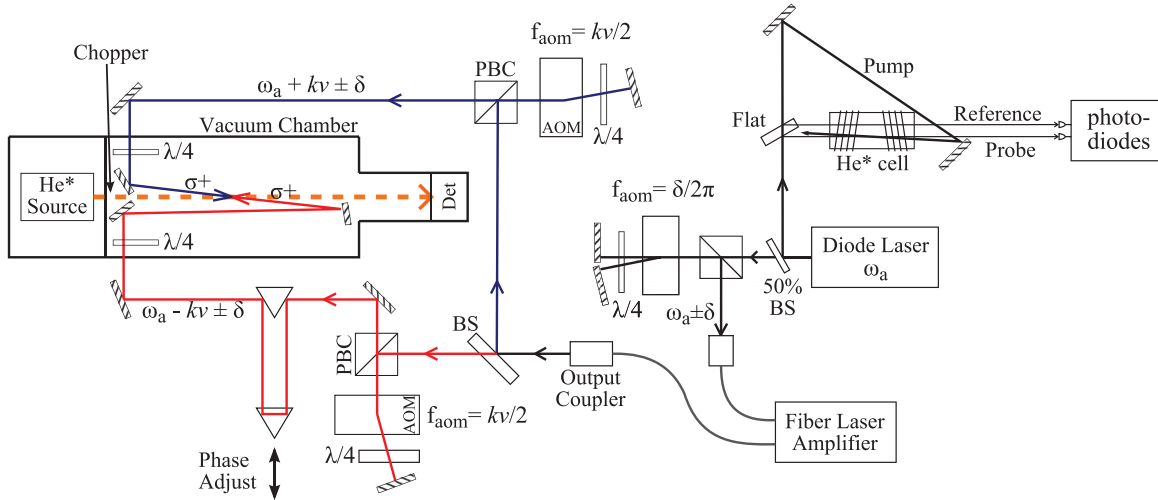 Chopper
f_aom = kv/2
PBC
ω_a + kv ± δ
AOM
λ/4
Vacuum Chamber
λ/4
He*
Source
σ+
σ+
Det
λ/4
ω_a - kv ± δ
PBC
BS
AOM
f_aom = kv/2
λ/4
Phase
Adjust
Output
Coupler
f_aom = δ/2π
λ/4
ω_a±δ
50%
BS
Diode Laser
ω_a
Fiber Laser
Amplifier
Pump
Flat
Reference
He* cell
Probe
photo-
diodes